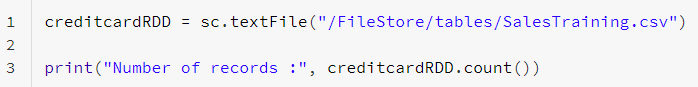 1 creditcardRDD = sc.textFile("/FileStore/tables/SalesTraining.csv")
2
3 print("Number of records :", creditcardRDD.count())